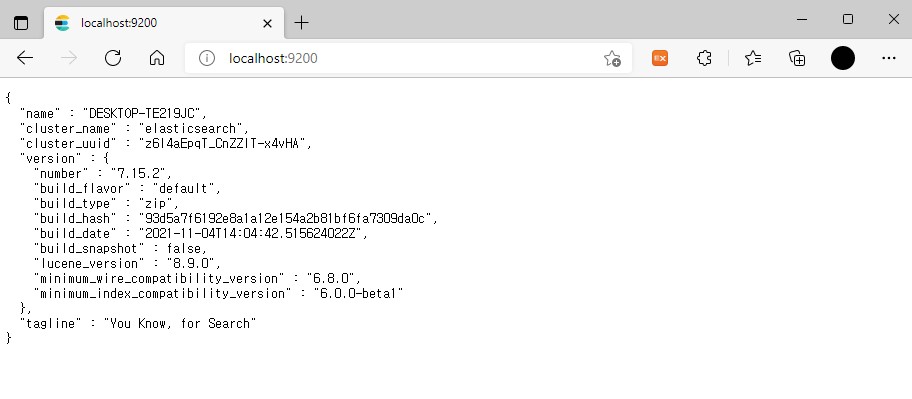 localhost:9200
localhost:9200
{
  "name" : "DESKTOP-TE219JC",
  "cluster_name" : "elasticsearch",
  "cluster_uuid" : "z6I4aEpqT_CnZZIT-x4vHA",
  "version" : {
    "number" : "7.15.2",
    "build_flavor" : "default",
    "build_type" : "zip",
    "build_hash" : "93d5a7f6192e8a1a12e154a2b81bf6fa7309da0c",
    "build_date" : "2021-11-04T14:04:42.515624022Z",
    "build_snapshot" : false,
    "lucene_version" : "8.9.0",
    "minimum_wire_compatibility_version" : "6.8.0",
    "minimum_index_compatibility_version" : "6.0.0-beta1"
  },
  "tagline" : "You Know, for Search"
}